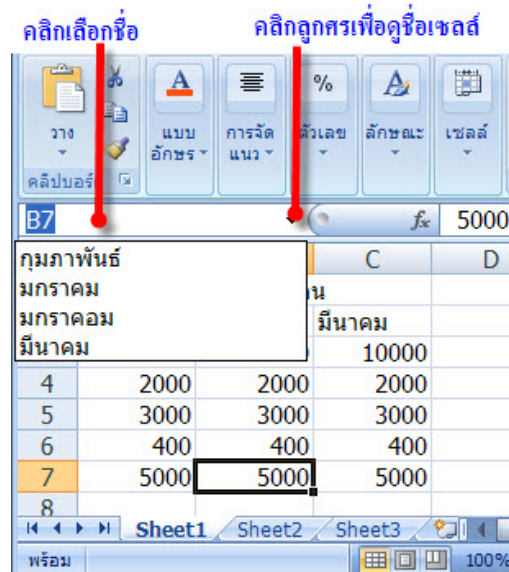 คลิกเลือกชื่อ
คลิกลูกศรเพื่อดูชื่อเซลล์
วาง
แบบอักษร
การจัดแนว
ตัวเลข
ลักษณะ
เซลล์
คลิปบอร์
B7
fx 5000
กุมภาพันธ์
มกราคม
มกราคอม
มีนาคม
C D
น
มีนาคม
10000
4 2000 2000 2000
5 3000 3000 3000
6 400 400 400
7 5000 5000 5000
8
Sheet1 Sheet2 Sheet3
พร้อม 100%